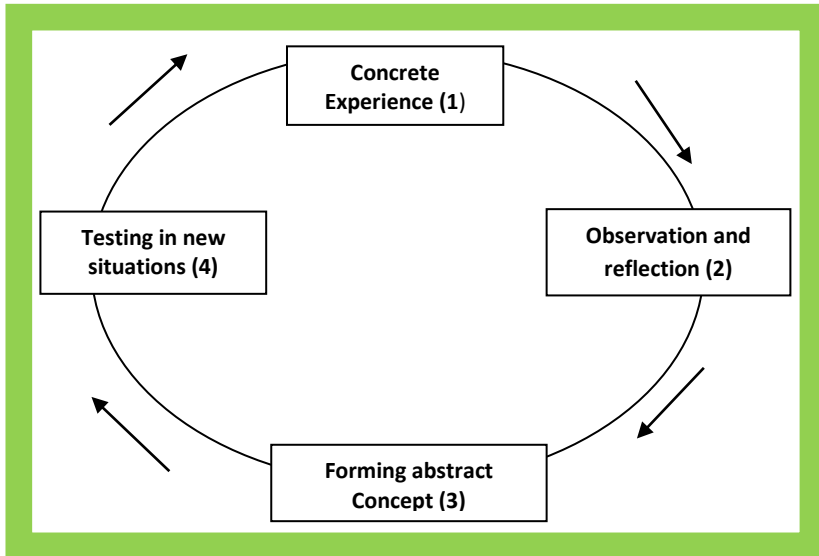 Concrete
Experience (1)
Observation and
reflection (2)
Forming abstract
Concept (3)
Testing in new
situations (4)